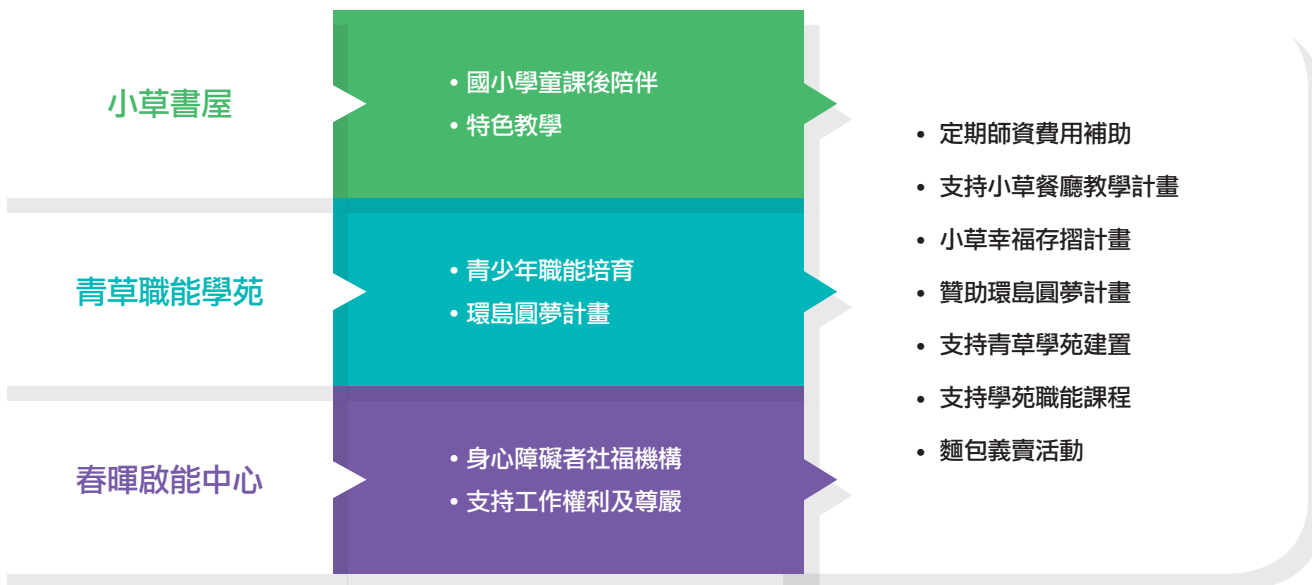 小草書屋
• 國小學童課後陪伴
• 特色教學
青草職能學苑
• 青少年職能培育
• 環島圓夢計畫
春暉啟能中心
• 身心障礙者社福機構
• 支持工作權利及尊嚴
• 定期師資費用補助
• 支持小草餐廳教學計畫
• 小草幸福存摺計畫
• 贊助環島圓夢計畫
• 支持青草學苑建置
• 支持學苑職能課程
• 麵包義賣活動